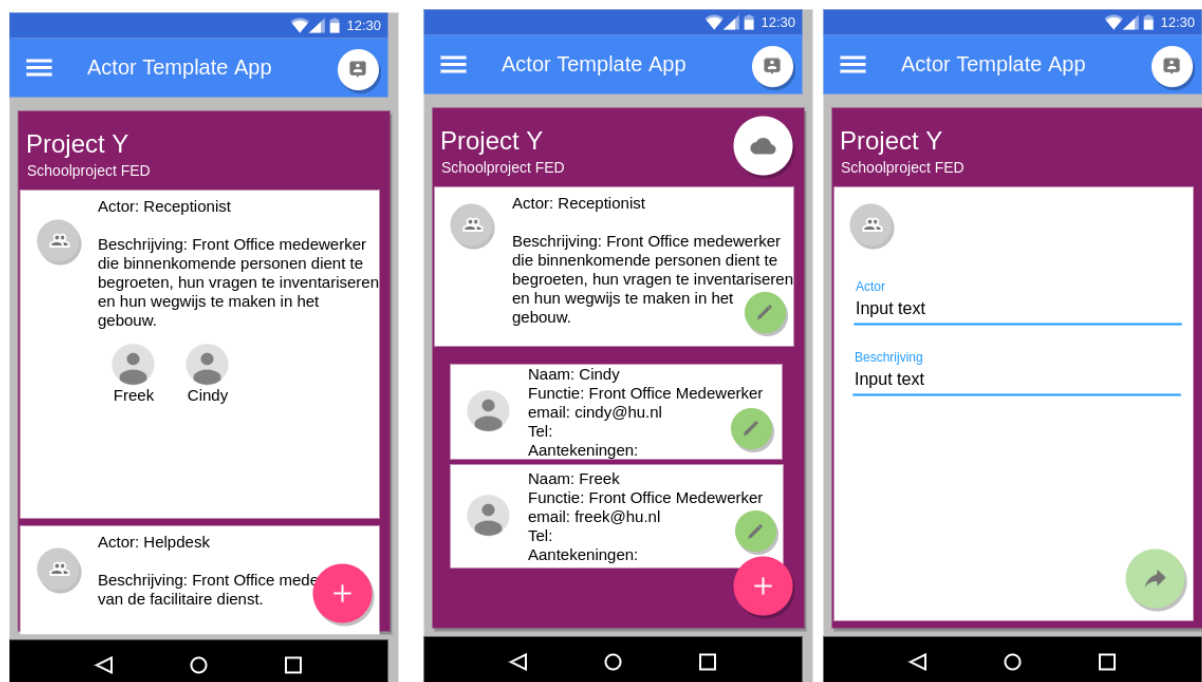 12:30
Actor Template App
Project Y
Schoolproject FED
Actor: Receptionist
Beschrijving: Front Office medewerker
die binnenkomende personen dient te
begroeten, hun vragen te inventariseren
en hun wegwijs te maken in het
gebouw.
Freek Cindy
Actor: Helpdesk
Beschrijving: Front Office mede
van de facilitaire dienst.
12:30
Actor Template App
Project Y
Schoolproject FED
Actor: Receptionist
Beschrijving: Front Office medewerker
die binnenkomende personen dient te
begroeten, hun vragen te inventariseren
en hun wegwijs te maken in het
gebouw.
Naam: Cindy
Functie: Front Office Medewerker
email: cindy@hu.nl
Tel:
Aantekeningen:
Naam: Freek
Functie: Front Office Medewerker
email: freek@hu.nl
Tel:
Aantekeningen:
12:30
Actor Template App
Project Y
Schoolproject FED
Actor
Input text
Beschrijving
Input text